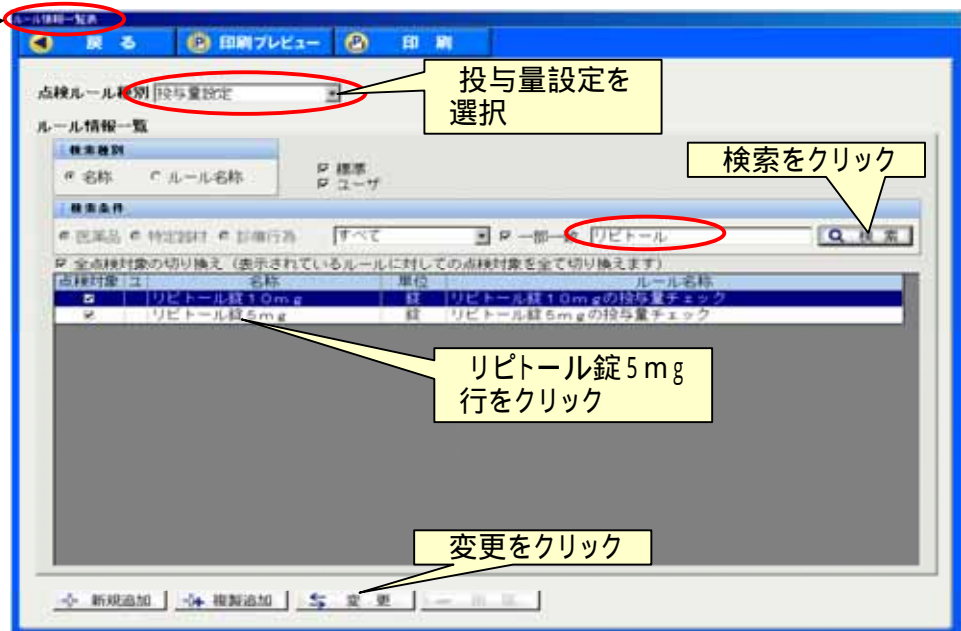 ルール情報一覧表
戻 る
印刷プレビュー
印 刷
点検ルール種別
投与量設定
投与量設定を
選択
ルール情報一覧
検索種別
名称
ルール名称
標準
ユーザ
検索をクリック
検索条件
医薬品
特定器材
診療行為
すべて
部一致
リピトール
検 索
全点検対象の切り換え（表示されているルールに対しての点検対象を全て切り換えます）
点検対象 ユ 名称 単位 ルール名称
リピトール錠10mg 錠 リピトール錠10mgの投与量チェック
リピトール錠5mg 錠 リピトール錠5mgの投与量チェック
リピトール錠5mg
行をクリック
変更をクリック
新規追加
複製追加
変 更